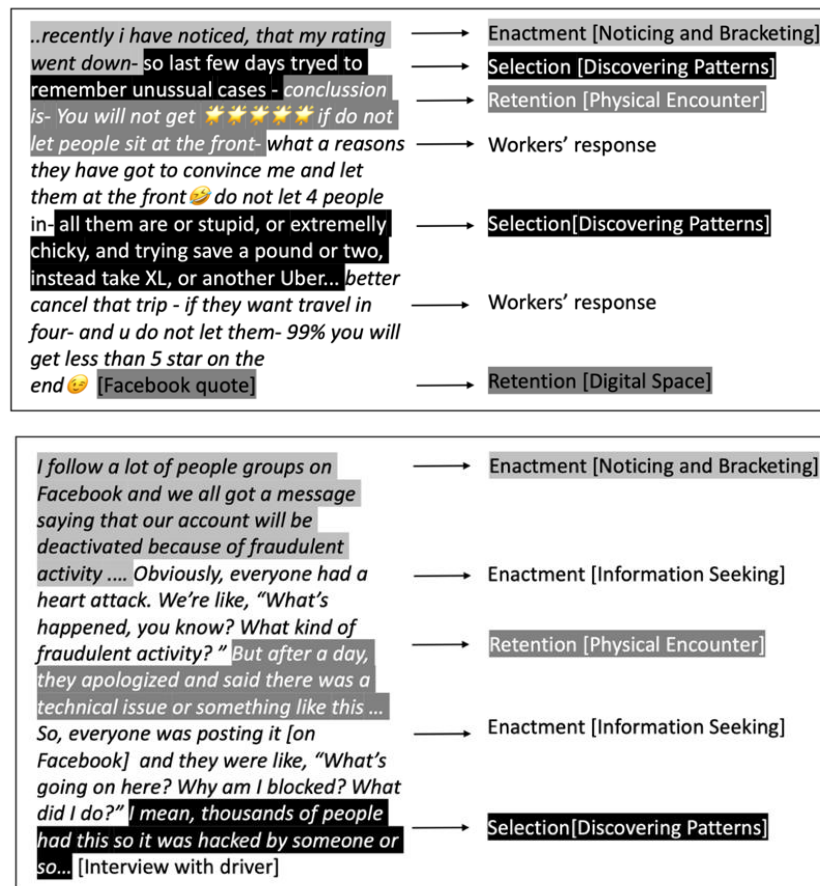 ..recently i have noticed, that my rating
went down- so last few days tryed to
remember unussual cases - conclussion
is- You will not get 🌟🌟🌟🌟🌟 if do not
let people sit at the front- what a reasons
they have got to convince me and let
them at the front🤣 do not let 4 people
in- all them are or stupid, or extremelly
chicky, and trying save a pound or two,
instead take XL, or another Uber... better
cancel that trip - if they want travel in
four- and u do not let them- 99% you will
get less than 5 star on the
end😉 [Facebook quote]
Enactment [Noticing and Bracketing]
Selection [Discovering Patterns]
Retention [Physical Encounter]
Workers' response
Selection[Discovering Patterns]
Workers' response
Retention [Digital Space]
I follow a lot of people groups on
Facebook and we all got a message
saying that our account will be
deactivated because of fraudulent
activity .... Obviously, everyone had a
heart attack. We're like, "What's
happened, you know? What kind of
fraudulent activity? " But after a day,
they apologized and said there was a
technical issue or something like this ...
So, everyone was posting it [on
Facebook]  and they were like, "What's
going on here? Why am I blocked? What
did I do?" I mean, thousands of people
had this so it was hacked by someone or
so... [Interview with driver]
Enactment [Noticing and Bracketing]
Enactment [Information Seeking]
Retention [Physical Encounter]
Enactment [Information Seeking]
Selection[Discovering Patterns]